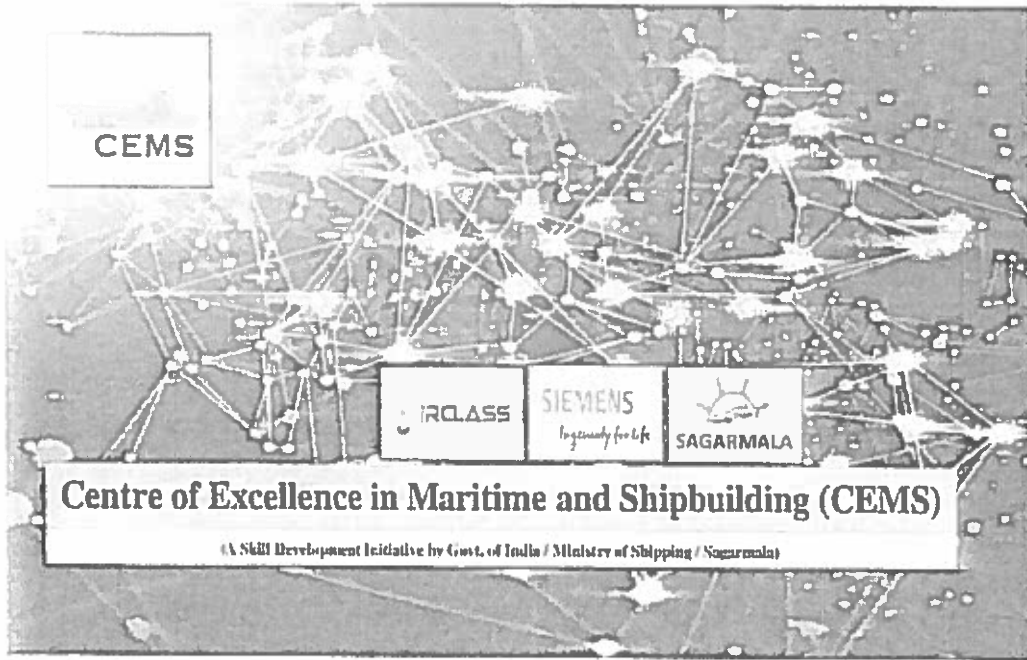 CEMS
IRCLASS
SIEMENS
Ingenuity for life
SAGARMALA
Centre of Excellence in Maritime and Shipbuilding (CEMS)
(A Skill Development Initiative by Govt. of India / Ministry of Shipping / Sagarmala)